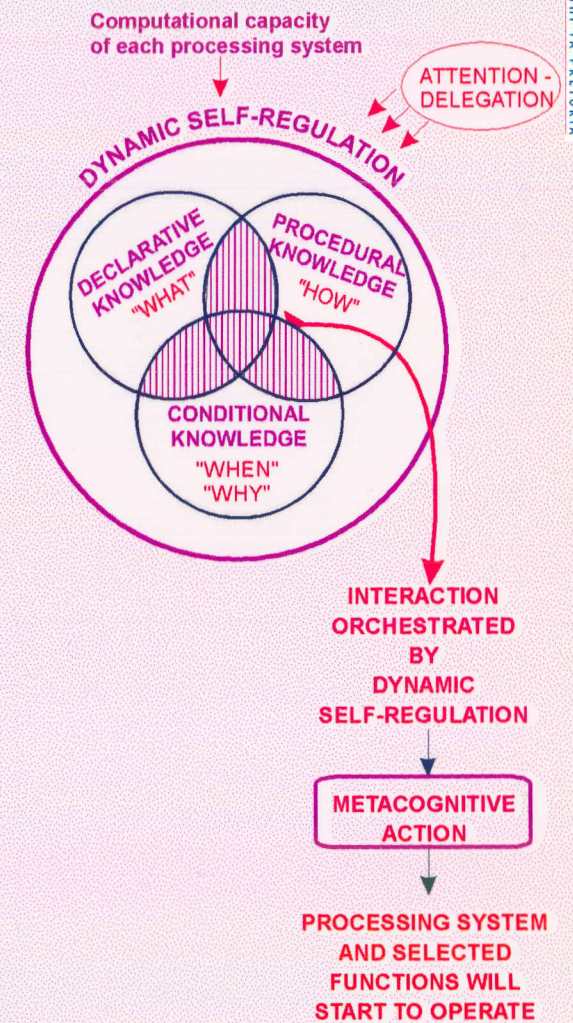 Computational capacity
of each processing system
ATTENTION -
DELEGATION
DYNAMIC SELF-REGULATION
DECLARATIVE
KNOWLEDGE
"WHAT"
PROCEDURAL
KNOWLEDGE
"HOW"
CONDITIONAL
KNOWLEDGE
"WHEN"
"WHY"
INTERACTION
ORCHESTRATED
BY
DYNAMIC
SELF-REGULATION
METACOGNITIVE
ACTION
PROCESSING SYSTEM
AND SELECTED
FUNCTIONS WILL
START TO OPERATE